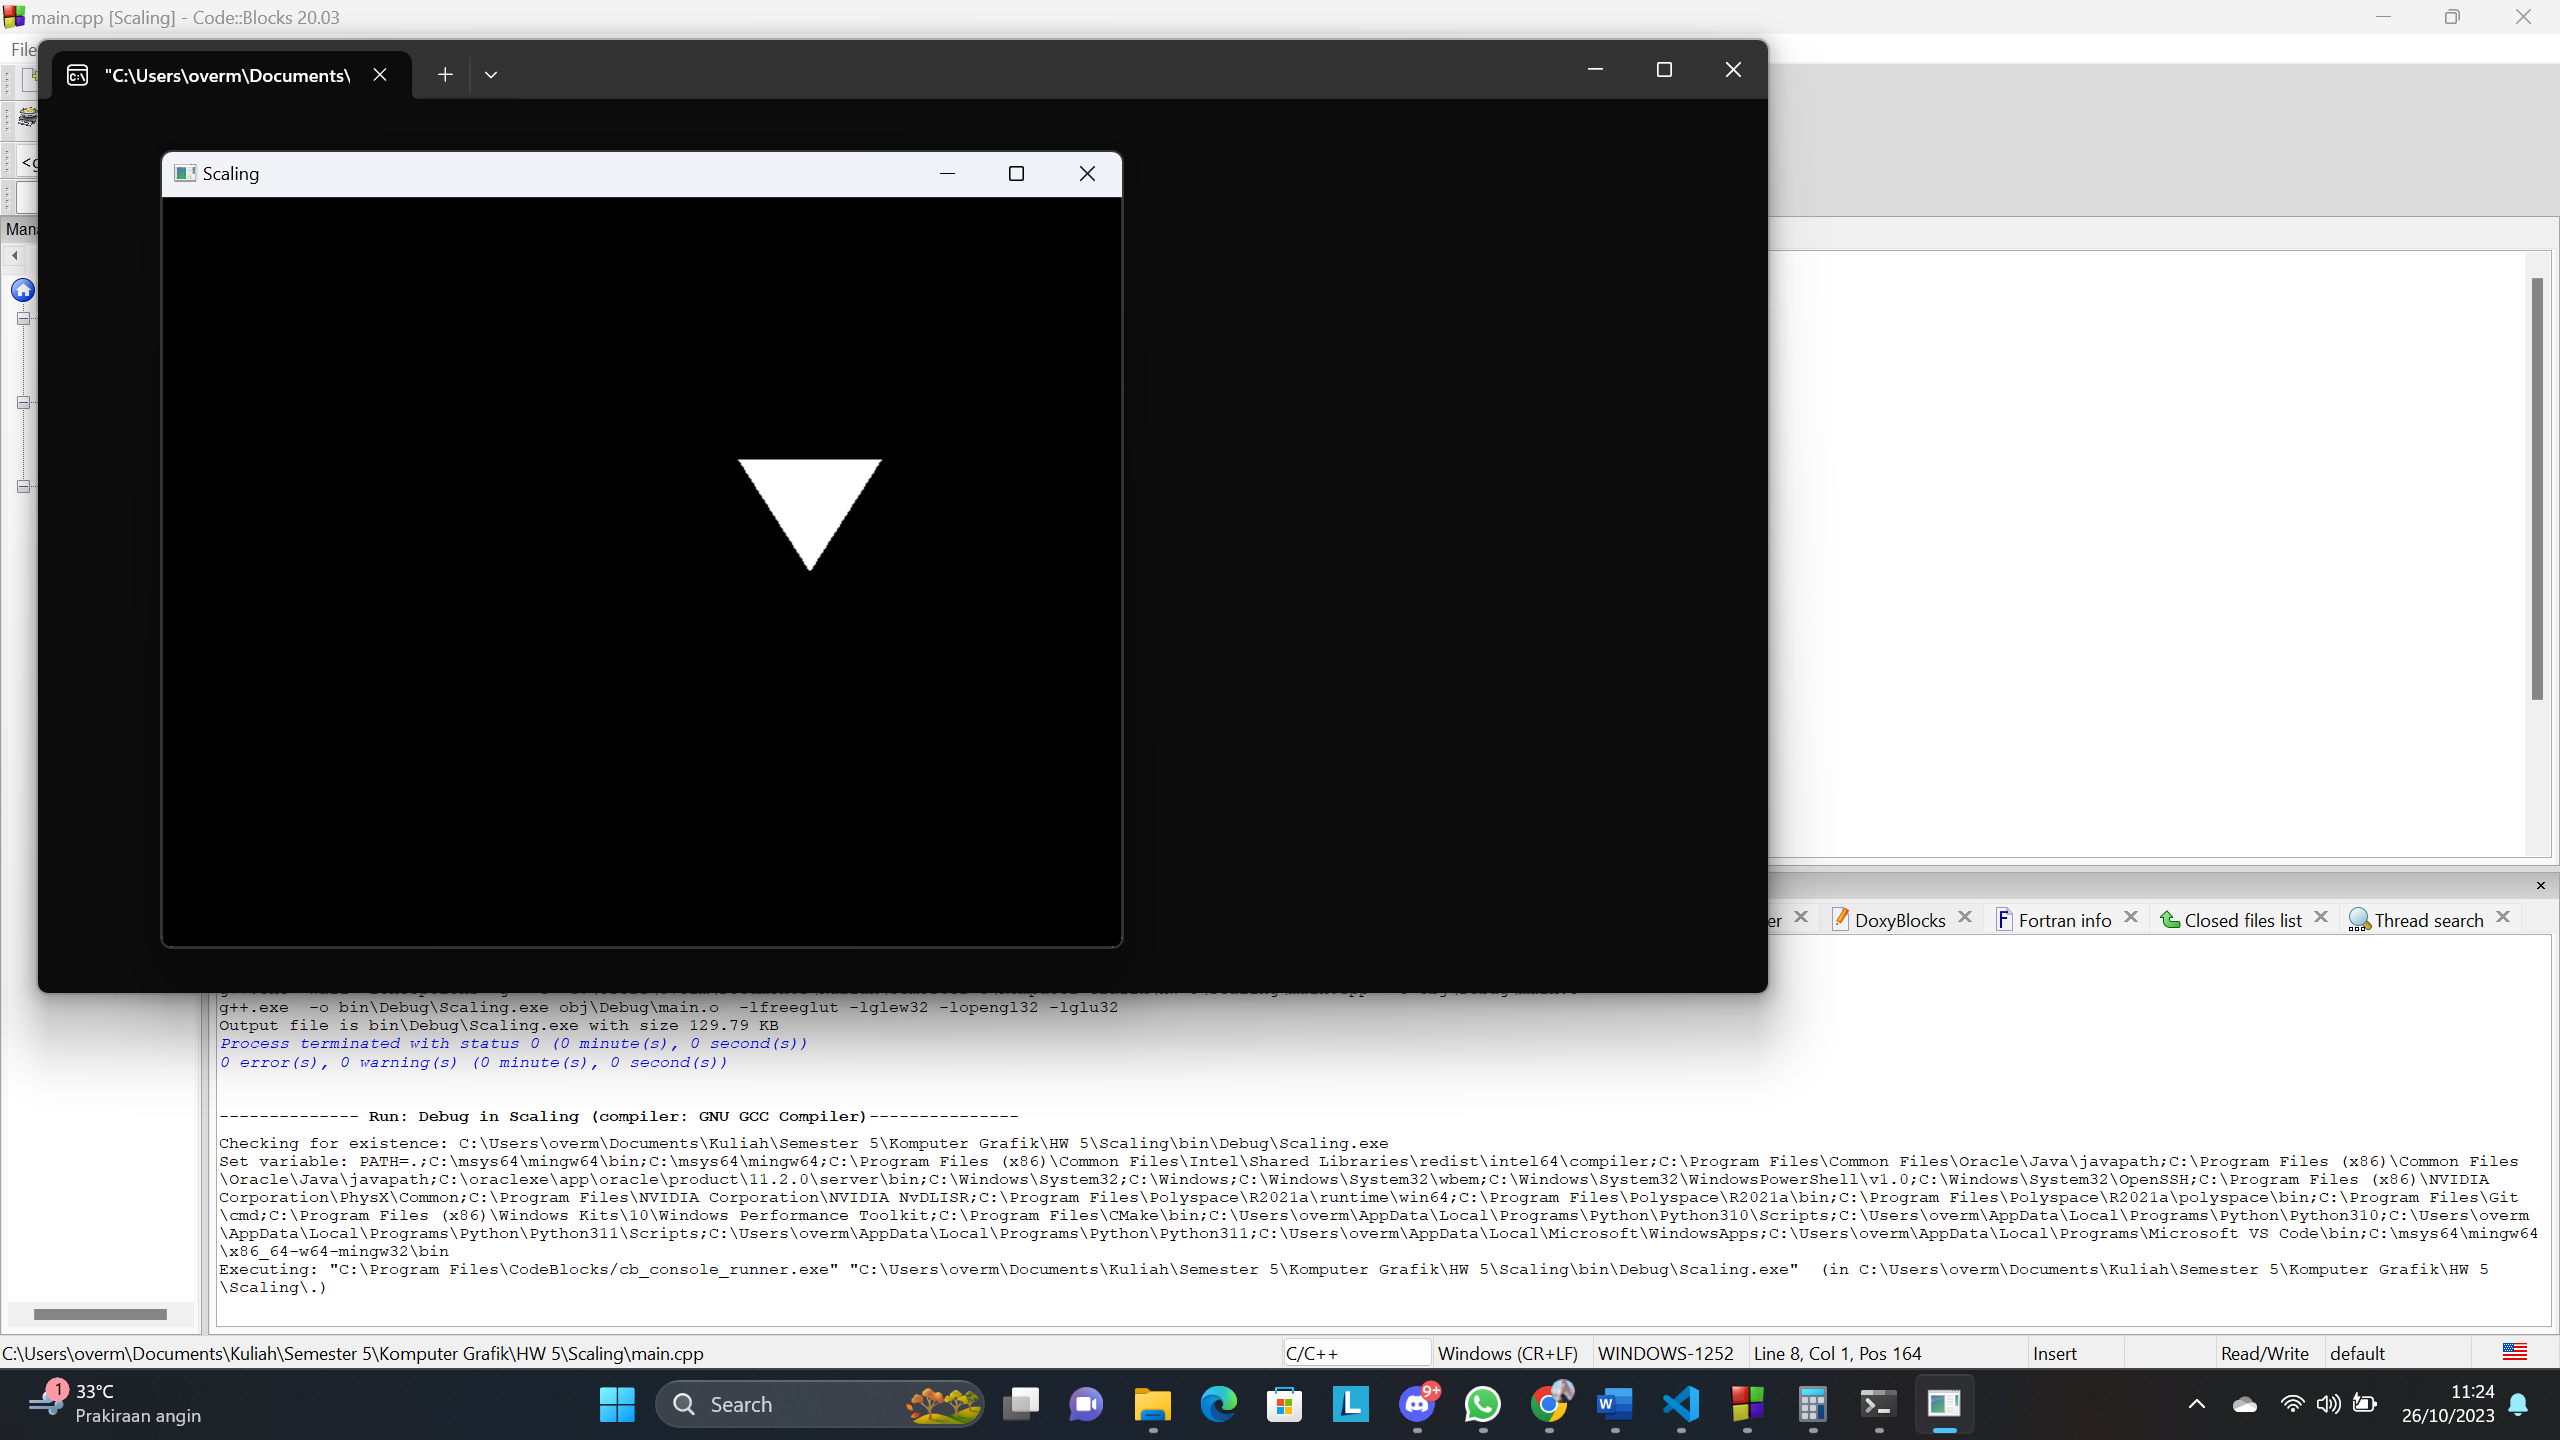 main.cpp [Scaling] - Code::Blocks 20.03
File
"C:\Users\overm\Documents\
Scaling
<g
Mana
er
DoxyBlocks
Fortran info
Closed files list
Thread search
g++.exe  -o bin\Debug\Scaling.exe obj\Debug\main.o  -lfreeglut -lglew32 -lopengl32 -lglu32
Output file is bin\Debug\Scaling.exe with size 129.79 KB
Process terminated with status 0 (0 minute(s), 0 second(s))
0 error(s), 0 warning(s) (0 minute(s), 0 second(s))
-------------- Run: Debug in Scaling (compiler: GNU GCC Compiler)---------------
Checking for existence: C:\Users\overm\Documents\Kuliah\Semester 5\Komputer Grafik\HW 5\Scaling\bin\Debug\Scaling.exe
Set variable: PATH=.;C:\msys64\mingw64\bin;C:\msys64\mingw64;C:\Program Files (x86)\Common Files\Intel\Shared Libraries\redist\intel64\compiler;C:\Program Files\Common Files\Oracle\Java\javapath;C:\Program Files (x86)\Common Files
\Oracle\Java\javapath;C:\oraclexe\app\oracle\product\11.2.0\server\bin;C:\Windows\System32;C:\Windows;C:\Windows\System32\wbem;C:\Windows\System32\WindowsPowerShell\v1.0;C:\Windows\System32\OpenSSH;C:\Program Files (x86)\NVIDIA
Corporation\PhysX\Common;C:\Program Files\NVIDIA Corporation\NVIDIA NvDLISR;C:\Program Files\Polyspace\R2021a\runtime\win64;C:\Program Files\Polyspace\R2021a\bin;C:\Program Files\Polyspace\R2021a\polyspace\bin;C:\Program Files\Git
\cmd;C:\Program Files (x86)\Windows Kits\10\Windows Performance Toolkit;C:\Program Files\CMake\bin;C:\Users\overm\AppData\Local\Programs\Python\Python310\Scripts;C:\Users\overm\AppData\Local\Programs\Python\Python310;C:\Users\overm
\AppData\Local\Programs\Python\Python311\Scripts;C:\Users\overm\AppData\Local\Programs\Python\Python311;C:\Users\overm\AppData\Local\Microsoft\WindowsApps;C:\Users\overm\AppData\Local\Programs\Microsoft VS Code\bin;C:\msys64\mingw64
\x86_64-w64-mingw32\bin
Executing: "C:\Program Files\CodeBlocks/cb_console_runner.exe" "C:\Users\overm\Documents\Kuliah\Semester 5\Komputer Grafik\HW 5\Scaling\bin\Debug\Scaling.exe"  (in C:\Users\overm\Documents\Kuliah\Semester 5\Komputer Grafik\HW 5
\Scaling\.)
C:\Users\overm\Documents\Kuliah\Semester 5\Komputer Grafik\HW 5\Scaling\main.cpp
C/C++
Windows (CR+LF)
WINDOWS-1252
Line 8, Col 1, Pos 164
Insert
Read/Write
default
1
33°C
Prakiraan angin
Search
9+
11:24
26/10/2023